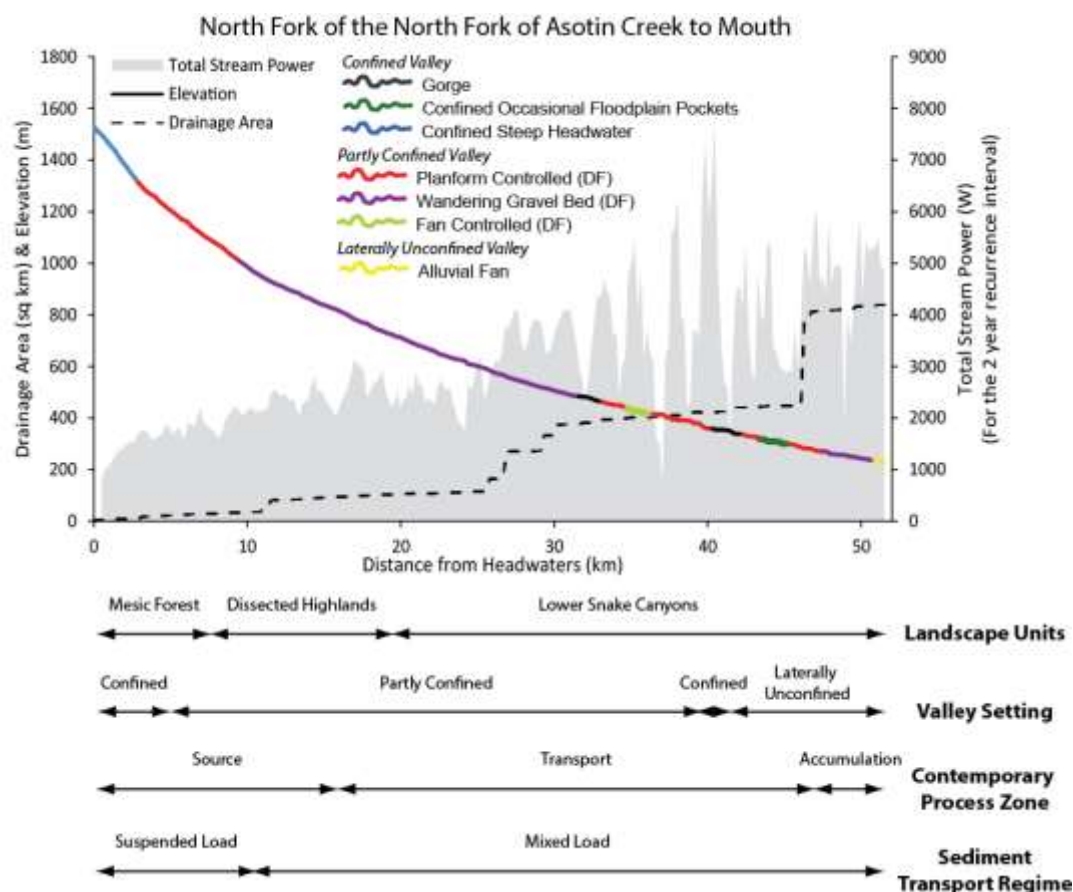 North Fork of the North Fork of Asotin Creek to Mouth
Total Stream Power
Elevation
Drainage Area
Confined Valley
Gorge
Confined Occasional Floodplain Pockets
Confined Steep Headwater
Partly Confined Valley
Planform Controlled (DF)
Wandering Gravel Bed (DF)
Fan Controlled (DF)
Laterally Unconfined Valley
Alluvial Fan
Drainage Area (sq km) & Elevation (m)
1800
1600
1400
1200
1000
800
600
400
200
0
9000
8000
7000
6000
5000
4000
3000
2000
1000
0
Total Stream Power (W)
(For the 2 year recurrence interval)
0 10 20 30 40 50
Distance from Headwaters (km)
Mesic Forest Dissected Highlands Lower Snake Canyons
Landscape Units
Confined Partly Confined Confined Laterally
Unconfined
Valley Setting
Source Transport Accumulation
Contemporary
Process Zone
Suspended Load Mixed Load
Sediment
Transport Regime